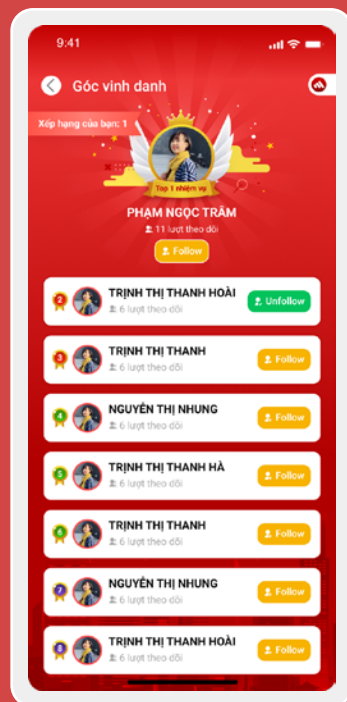 9:41
Góc vinh danh
Xếp hạng của bạn: 1
Top 1 nhiệm vụ
PHẠM NGỌC TRÂM
11 lượt theo dõi
Follow
2
TRỊNH THỊ THANH HOÀI
6 lượt theo dõi
Unfollow
3
TRỊNH THỊ THANH
6 lượt theo dõi
Follow
4
NGUYỄN THỊ NHUNG
6 lượt theo dõi
Follow
5
TRỊNH THỊ THANH HÀ
6 lượt theo dõi
Follow
6
TRỊNH THỊ THANH
6 lượt theo dõi
Follow
7
NGUYỄN THỊ NHUNG
6 lượt theo dõi
Follow
8
TRỊNH THỊ THANH HOÀI
6 lượt theo dõi
Follow